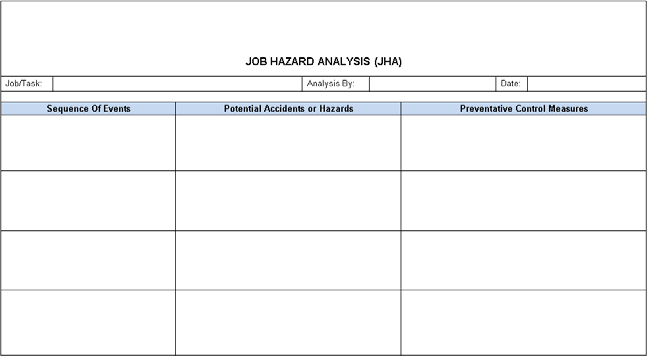 JOB HAZARD ANALYSIS (JHA)
Job/Task: Analysis By: Date:
Sequence Of Events Potential Accidents or Hazards Preventative Control Measures